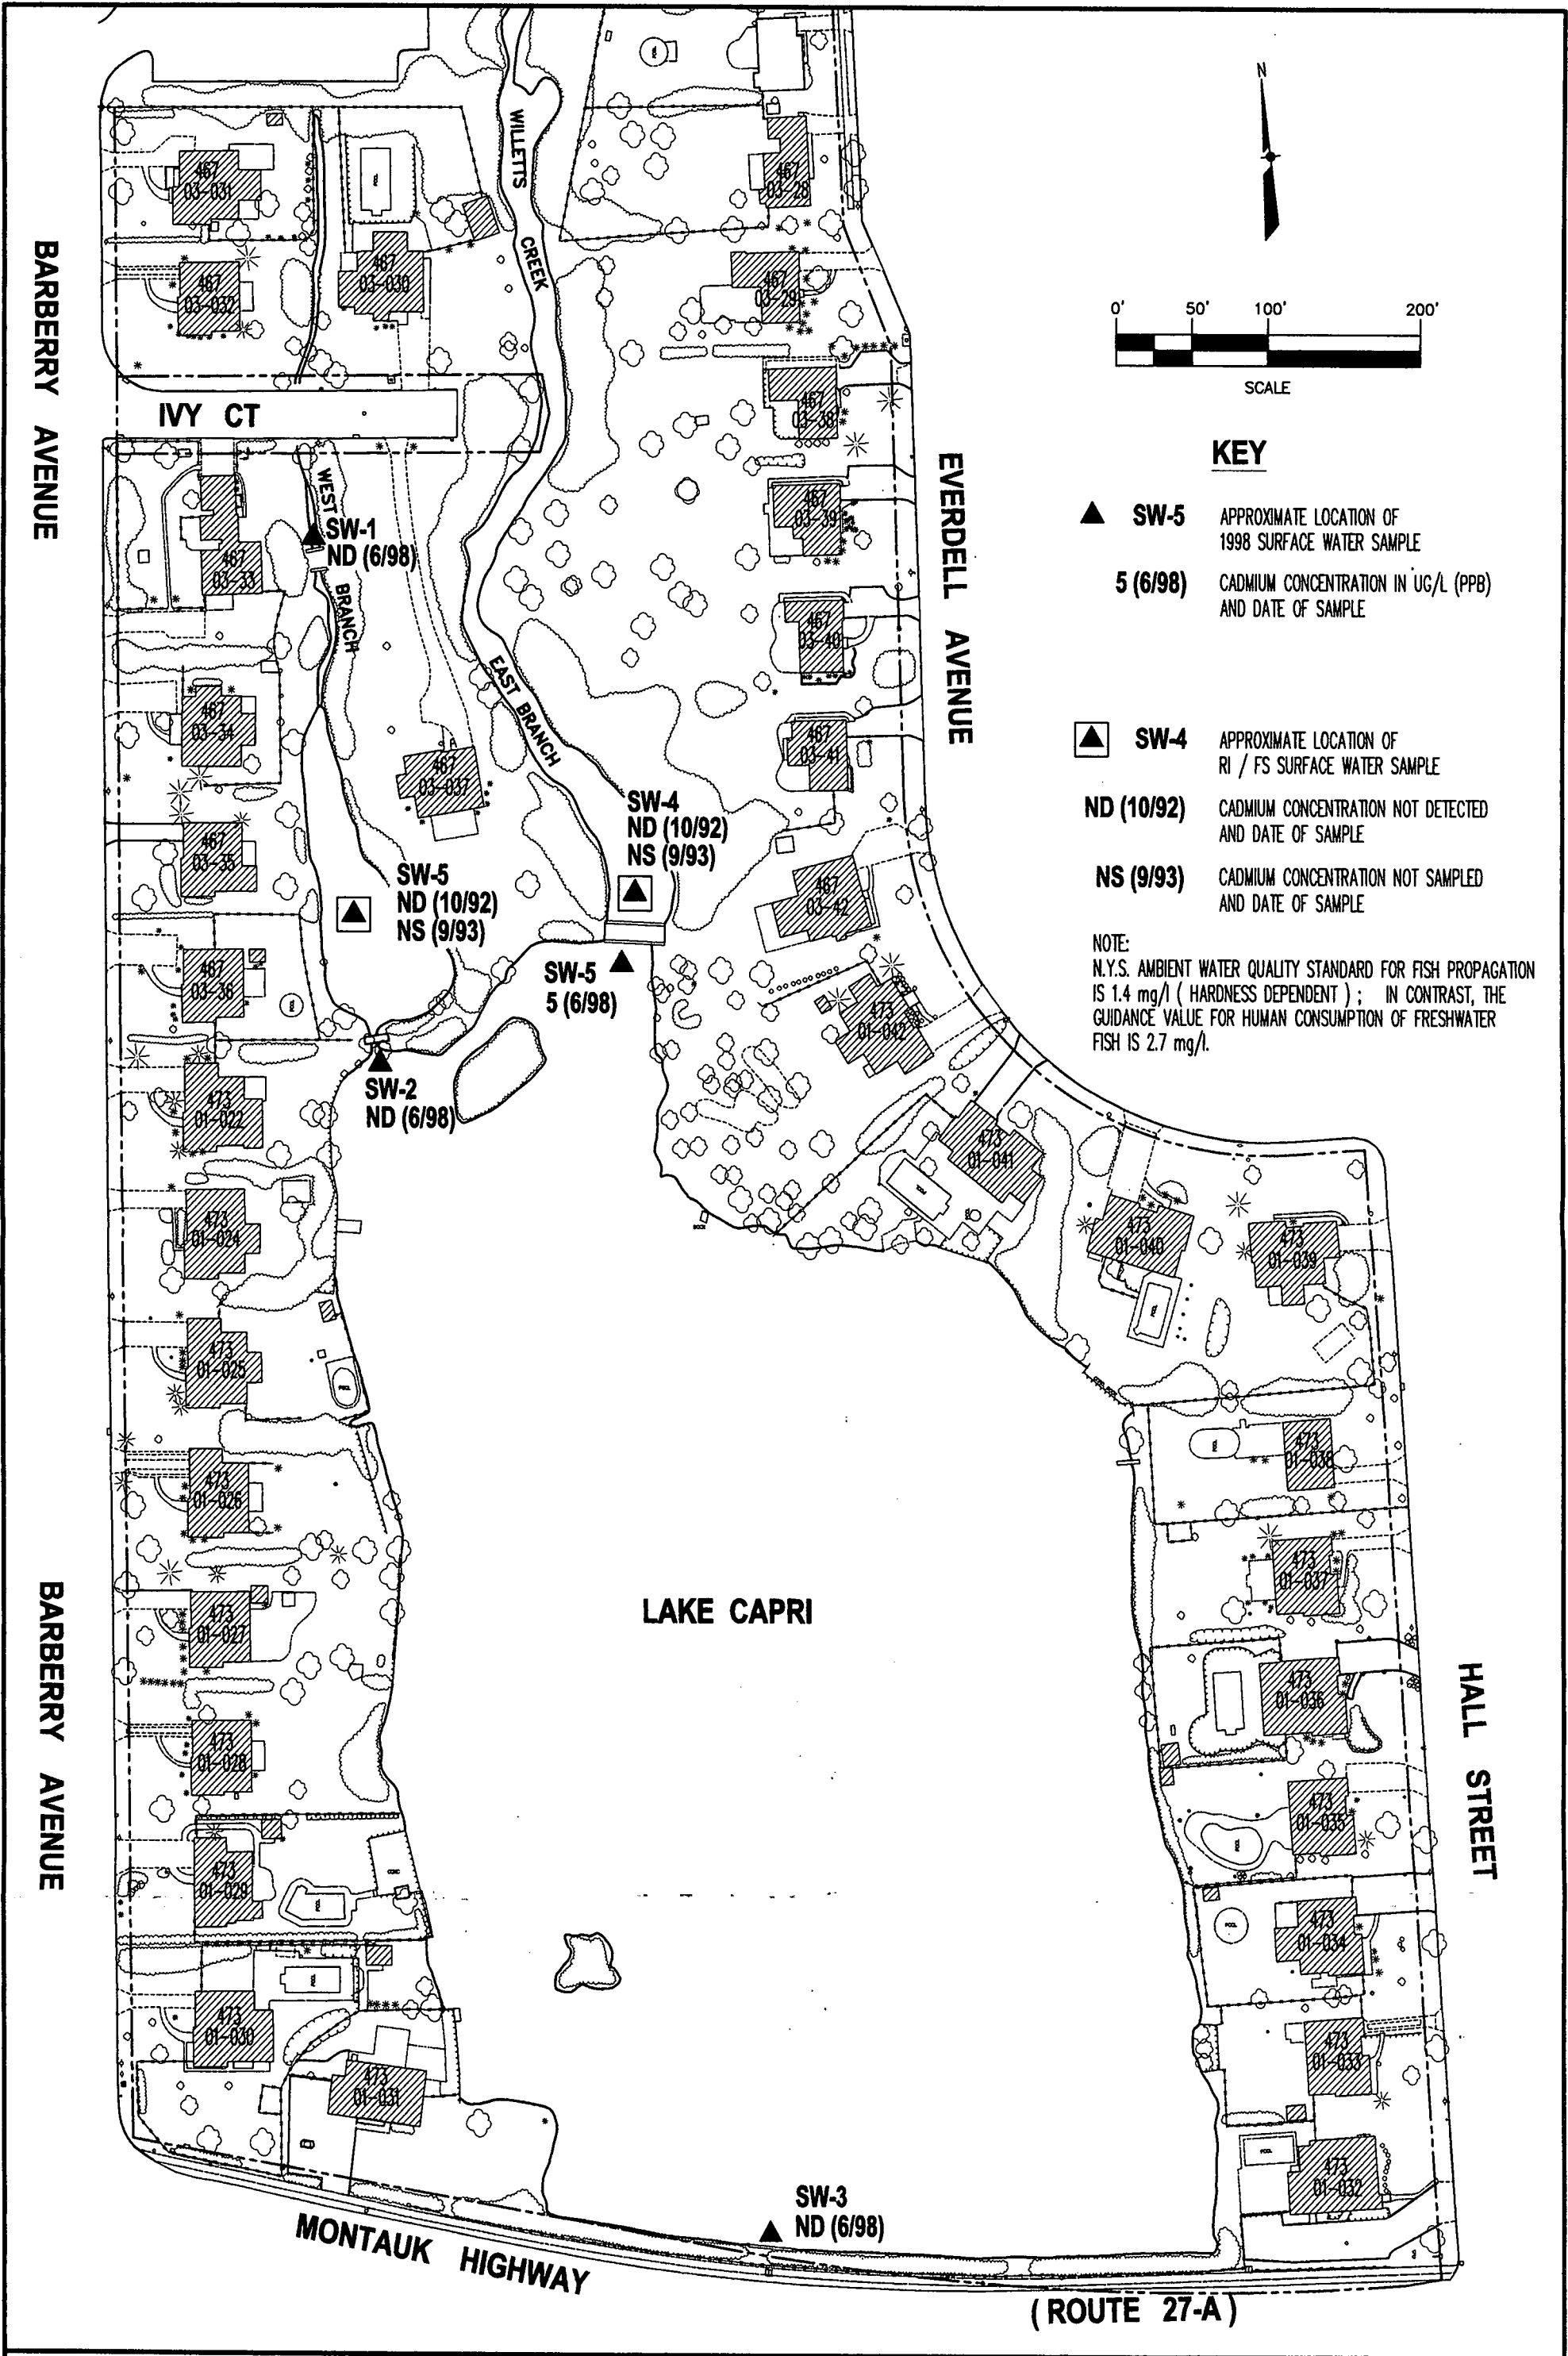 N
WILLETTS
CREEK
467
03-031
467
03-030
467
03-28
467
03-032
467
03-29
0'
50'
100'
200'
SCALE
BARBERRY AVENUE
IVY CT
467
03-38
KEY
EVERDELL AVENUE
WEST
BRANCH
SW-1
ND (6/98)
467
03-33
467
03-39
▲ SW-5 APPROXIMATE LOCATION OF
1998 SURFACE WATER SAMPLE
5 (6/98) CADMIUM CONCENTRATION IN UG/L (PPB)
AND DATE OF SAMPLE
467
03-40
EAST BRANCH
467
03-34
467
03-037
467
03-41
SW-4 APPROXIMATE LOCATION OF
RI / FS SURFACE WATER SAMPLE
ND (10/92) CADMIUM CONCENTRATION NOT DETECTED
AND DATE OF SAMPLE
NS (9/93) CADMIUM CONCENTRATION NOT SAMPLED
AND DATE OF SAMPLE
NOTE:
N.Y.S. AMBIENT WATER QUALITY STANDARD FOR FISH PROPAGATION
IS 1.4 mg/l ( HARDNESS DEPENDENT ) ; IN CONTRAST, THE
GUIDANCE VALUE FOR HUMAN CONSUMPTION OF FRESHWATER
FISH IS 2.7 mg/l.
SW-4
ND (10/92)
NS (9/93)
467
03-35
SW-5
ND (10/92)
NS (9/93)
467
03-42
467
03-36
SW-5
5 (6/98)
473
01-042
SW-2
ND (6/98)
473
01-022
473
01-041
POOL
DOCK
473
01-024
473
01-040
473
01-039
473
01-025
POOL
473
01-026
473
01-038
473
01-037
BARBERRY AVENUE
LAKE CAPRI
473
01-027
473
01-036
HALL STREET
473
01-028
473
01-035
473
01-029
CONC
473
01-034
POOL
473
01-030
473
01-031
473
01-033
POOL
473
01-032
SW-3
ND (6/98)
MONTAUK HIGHWAY
( ROUTE 27-A )